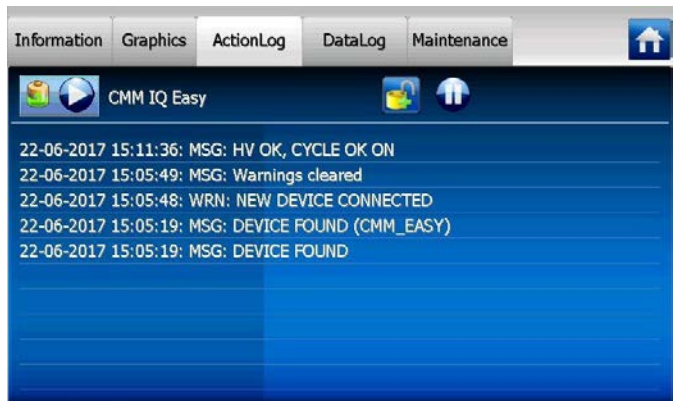 Information Graphics ActionLog DataLog Maintenance
CMM IQ Easy
22-06-2017 15:11:36: MSG: HV OK, CYCLE OK ON
22-06-2017 15:05:49: MSG: Warnings cleared
22-06-2017 15:05:48: WRN: NEW DEVICE CONNECTED
22-06-2017 15:05:19: MSG: DEVICE FOUND (CMM_EASY)
22-06-2017 15:05:19: MSG: DEVICE FOUND